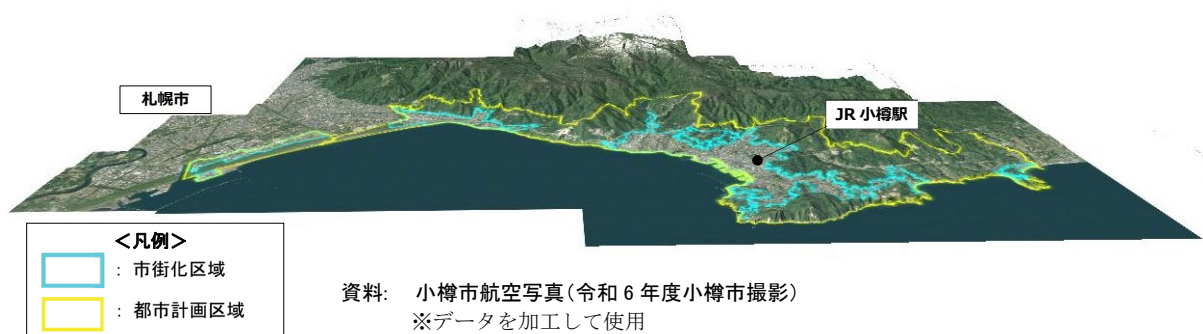 札幌市
JR 小樽駅
＜凡例＞
： 市街化区域
： 都市計画区域
資料： 小樽市航空写真（令和 6 年度小樽市撮影）
※データを加工して使用